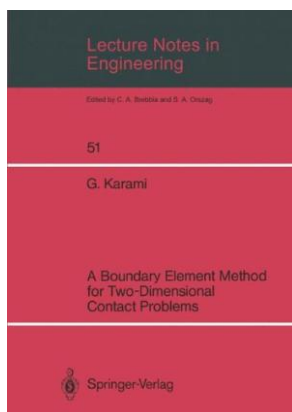 Lecture Notes in
Engineering
Edited by C. A. Brebbia and S. A. Orszag
51
G. Karami
A Boundary Element Method
for Two-Dimensional
Contact Problems
Springer-Verlag